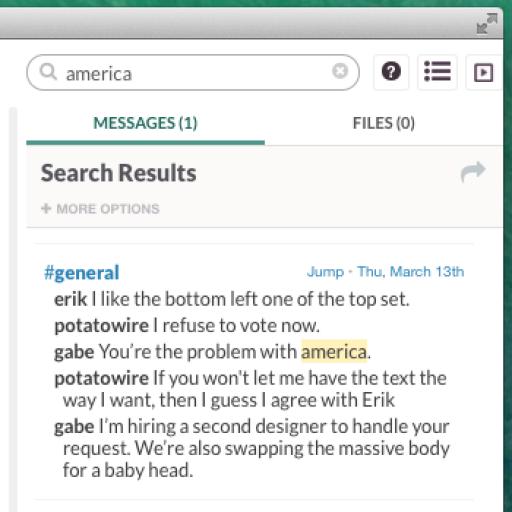 america
MESSAGES (1)
FILES (0)
Search Results
+ MORE OPTIONS
#general
Jump · Thu, March 13th
erik I like the bottom left one of the top set.
potatowire I refuse to vote now.
gabe You're the problem with america.
potatowire If you won't let me have the text the
way I want, then I guess I agree with Erik
gabe I'm hiring a second designer to handle your
request. We're also swapping the massive body
for a baby head.